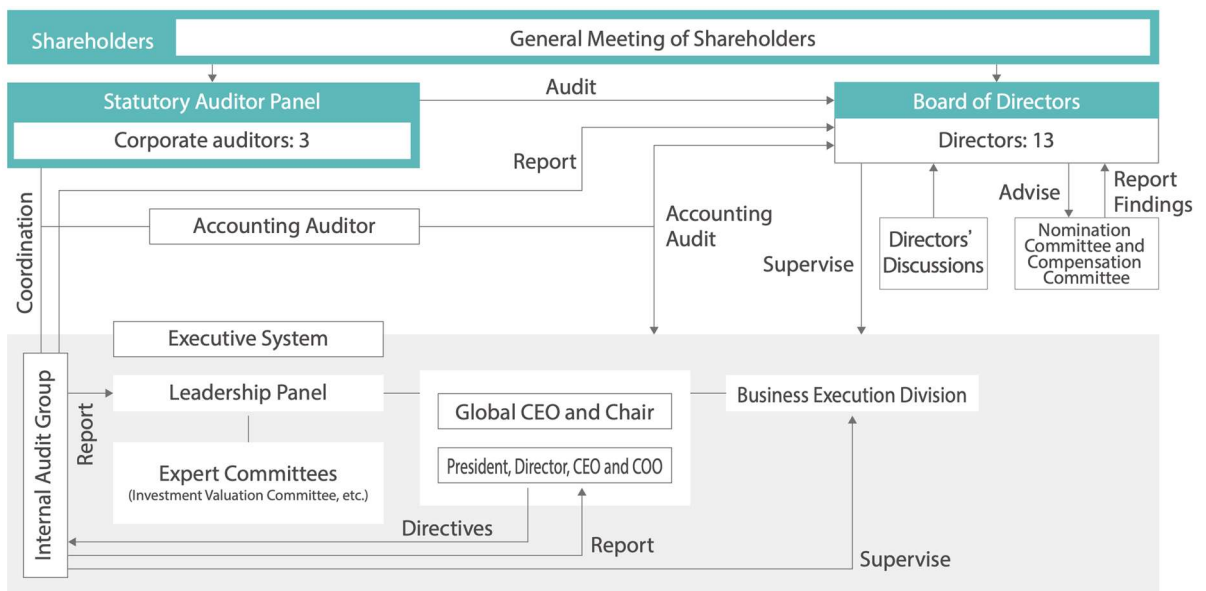 Shareholders
General Meeting of Shareholders
Statutory Auditor Panel
Corporate auditors: 3
Audit
Board of Directors
Directors: 13
Report
Coordination
Accounting Auditor
Accounting
Audit
Supervise
Directors’
Discussions
Advise
Report
Findings
Nomination
Committee and
Compensation
Committee
Executive System
Internal Audit Group
Report
Leadership Panel
Expert Committees
(Investment Valuation Committee, etc.)
Global CEO and Chair
President, Director, CEO and COO
Business Execution Division
Directives
Report
Supervise